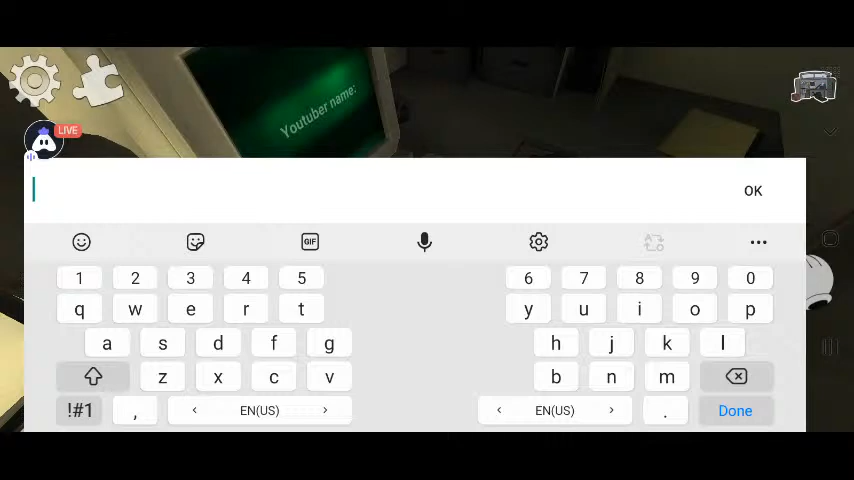 Youtuber name:
LIVE
OK
GIF
1 2 3 4 5 6 7 8 9 0
q w e r t y u i o p
a s d f g h j k l
z x c v b n m
!#1 , < EN(US) > < EN(US) > . Done